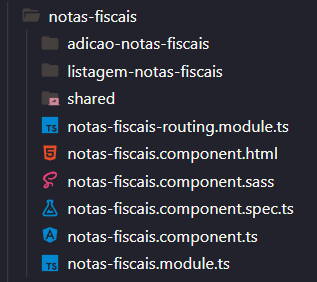 notas-fiscais
adicao-notas-fiscais
listagem-notas-fiscais
shared
notas-fiscais-routing.module.ts
notas-fiscais.component.html
notas-fiscais.component.sass
notas-fiscais.component.spec.ts
notas-fiscais.component.ts
notas-fiscais.module.ts